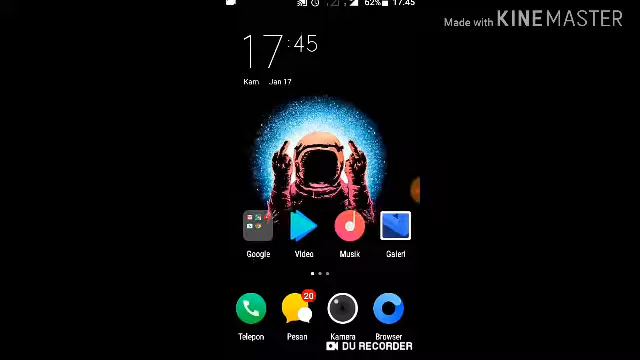 62% 17.45
Made with KINEMASTER
17:45
Kam Jan 17
Google Video Musik Galeri
20
Telepon Pesan Kamera Browser
DU RECORDER